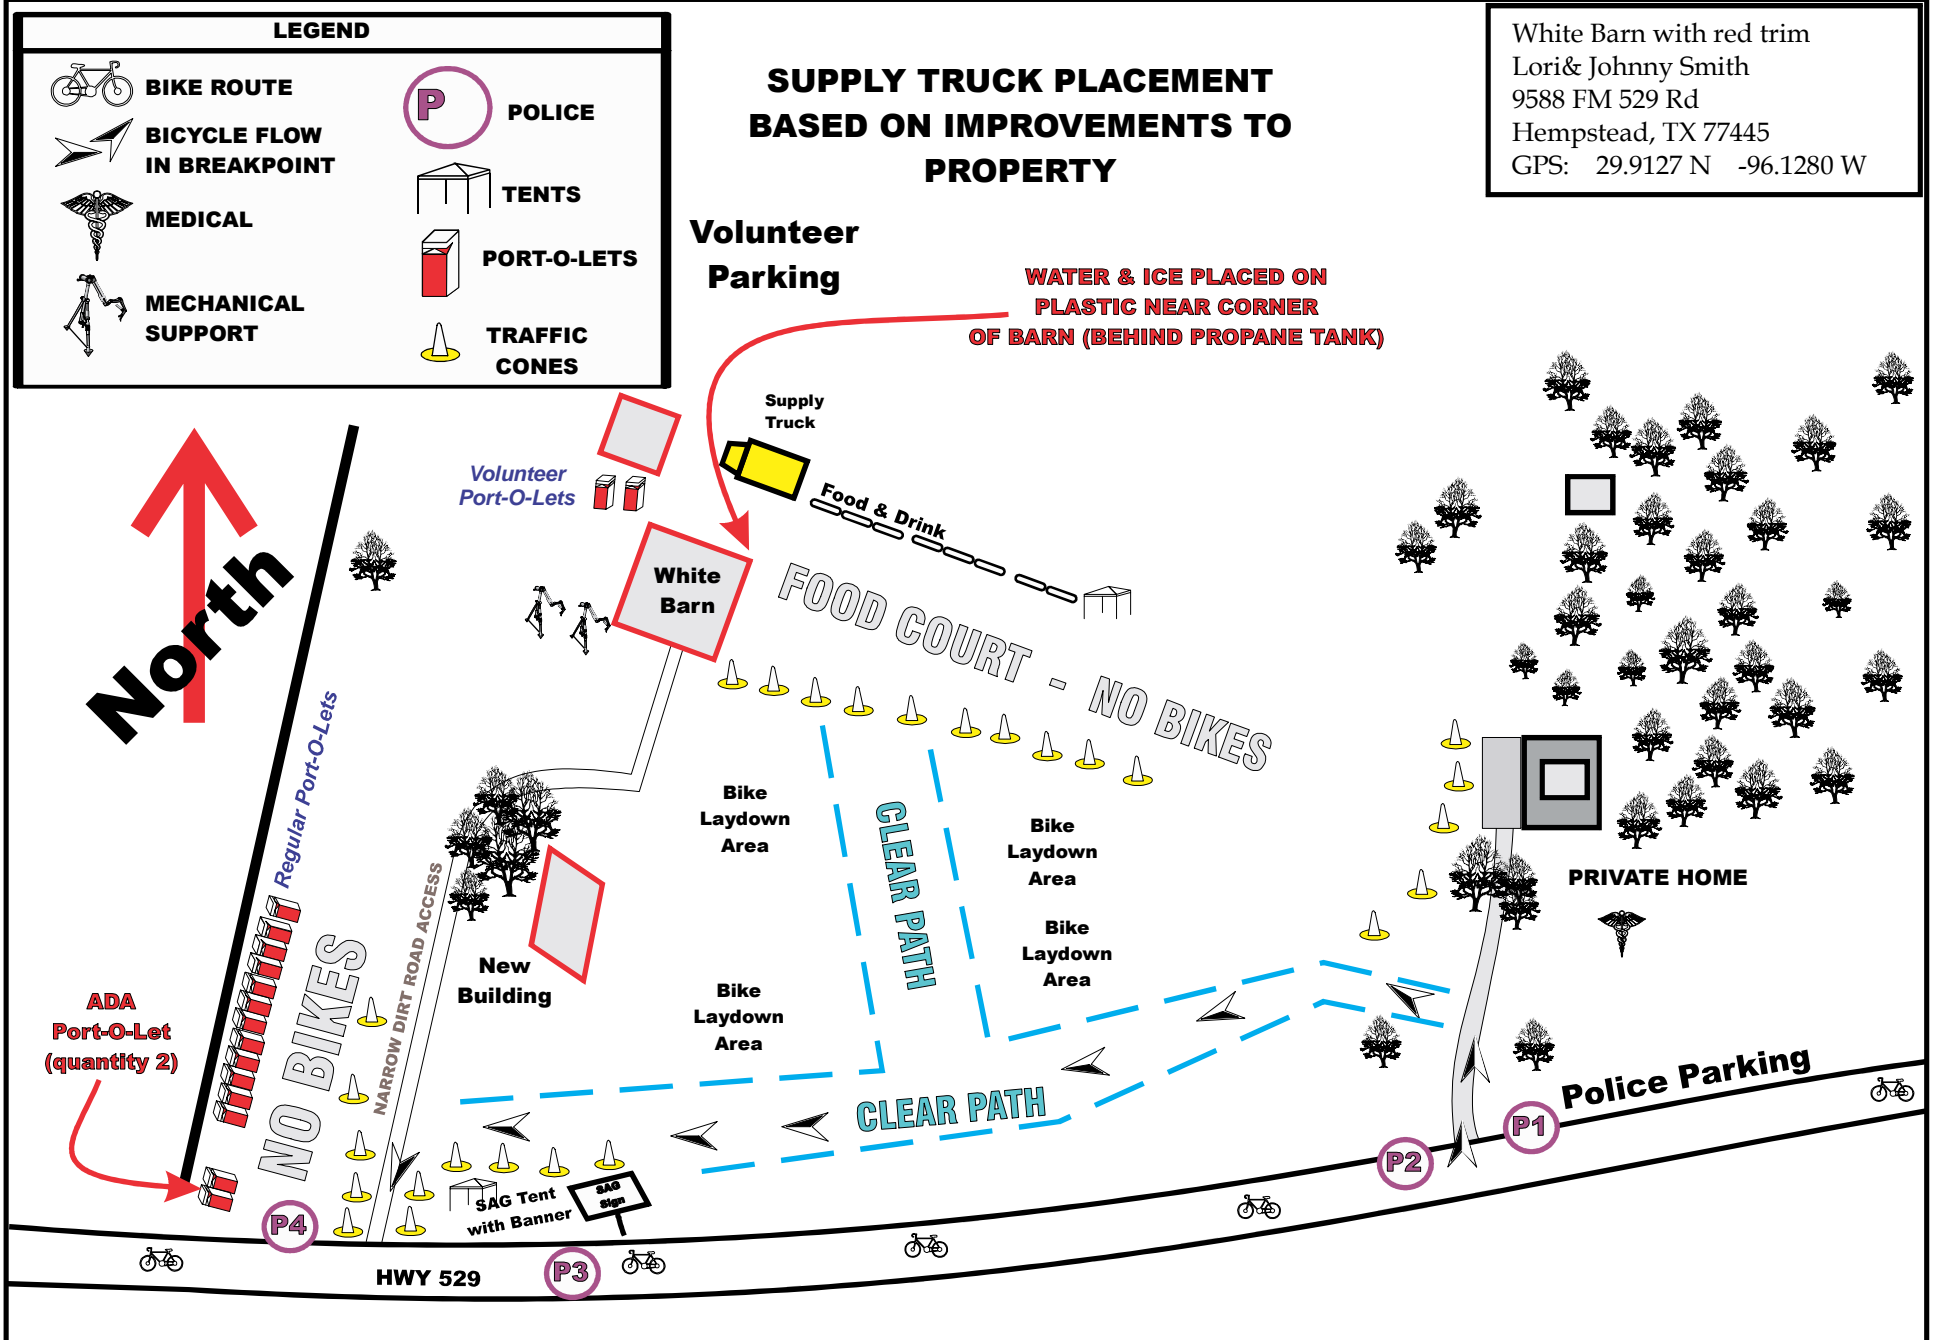 LEGEND
BIKE ROUTE
BICYCLE FLOW
IN BREAKPOINT
MEDICAL
MECHANICAL
SUPPORT
P
POLICE
TENTS
PORT-O-LETS
TRAFFIC
CONES
SUPPLY TRUCK PLACEMENT
BASED ON IMPROVEMENTS TO
PROPERTY
White Barn with red trim
Lori& Johnny Smith
9588 FM 529 Rd
Hempstead, TX 77445
GPS: 29.9127 N -96.1280 W
Volunteer
Parking
WATER & ICE PLACED ON
PLASTIC NEAR CORNER
OF BARN (BEHIND PROPANE TANK)
Supply
Truck
Volunteer
Port-O-Lets
Food & Drink
North
White
Barn
FOOD COURT - NO BIKES
Regular Port-O-Lets
Bike
Laydown
Area
CLEAR PATH
Bike
Laydown
Area
PRIVATE HOME
NARROW DIRT ROAD ACCESS
NO BIKES
New
Building
Bike
Laydown
Area
Bike
Laydown
Area
ADA
Port-O-Let
(quantity 2)
CLEAR PATH
Police Parking
P1
P2
SAG Tent
with Banner
SAG
Sign
P4
P3
HWY 529